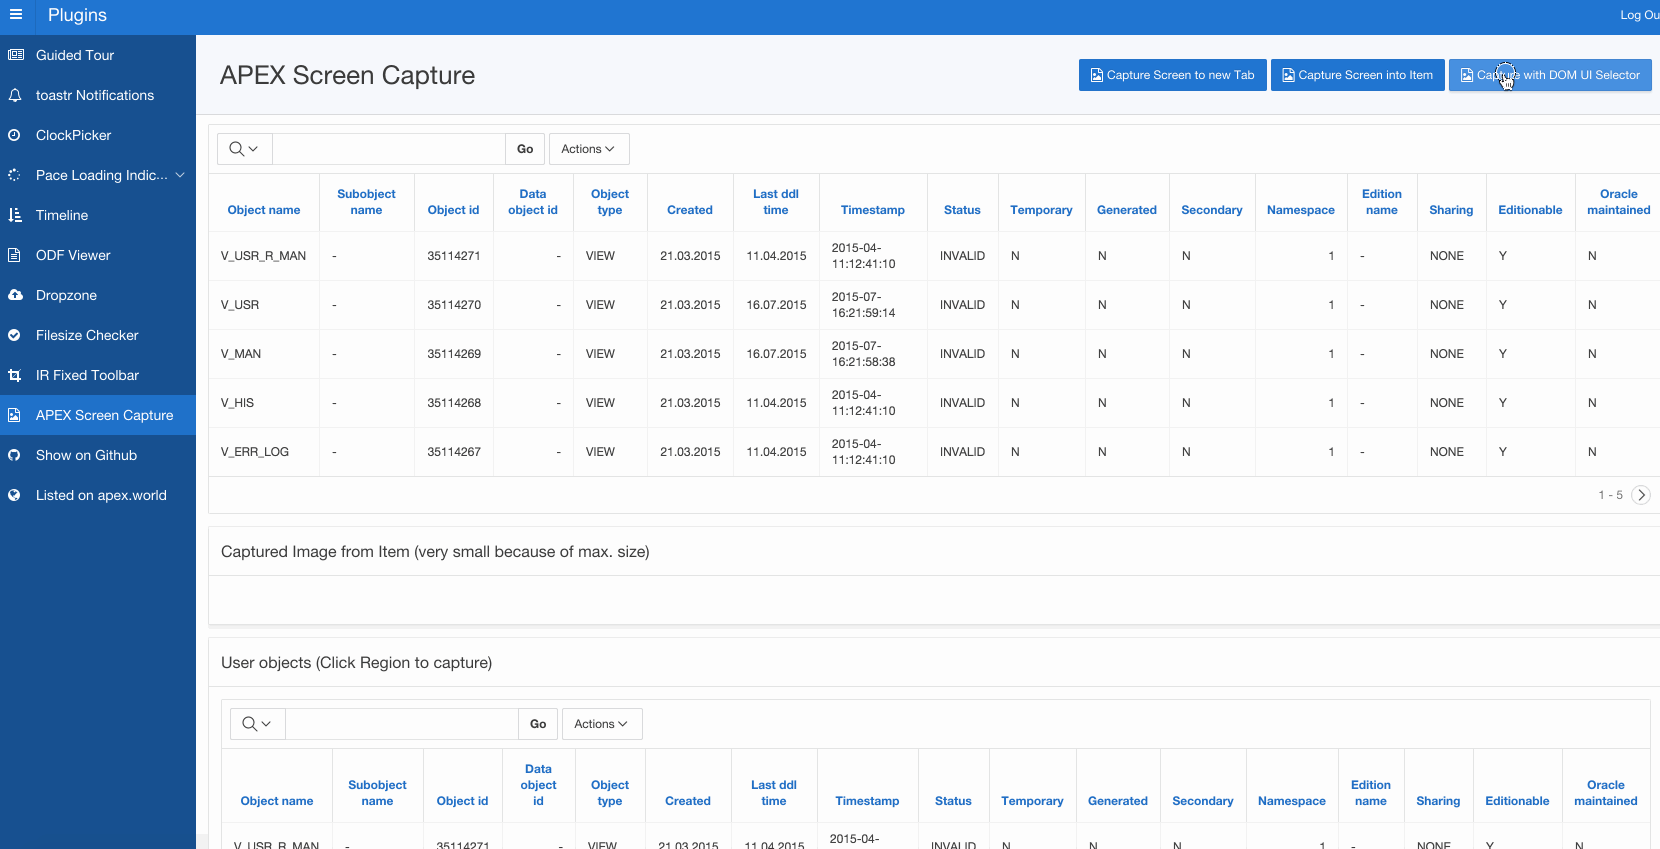 Plugins
Log Ou
Guided Tour
toastr Notifications
ClockPicker
Pace Loading Indic...
Timeline
ODF Viewer
Dropzone
Filesize Checker
IR Fixed Toolbar
APEX Screen Capture
Show on Github
Listed on apex.world
APEX Screen Capture
Capture Screen to new Tab
Capture Screen into Item
Capture with DOM UI Selector
Go
Actions
Object name Subobject name Object id Data object id Object type Created Last ddl time Timestamp Status Temporary Generated Secondary Namespace Edition name Sharing Editionable Oracle maintained
V_USR_R_MAN - 35114271 - VIEW 21.03.2015 11.04.2015 2015-04-11:12:41:10 INVALID N N N 1 - NONE Y N
V_USR - 35114270 - VIEW 21.03.2015 16.07.2015 2015-07-16:21:59:14 INVALID N N N 1 - NONE Y N
V_MAN - 35114269 - VIEW 21.03.2015 16.07.2015 2015-07-16:21:58:38 INVALID N N N 1 - NONE Y N
V_HIS - 35114268 - VIEW 21.03.2015 11.04.2015 2015-04-11:12:41:10 INVALID N N N 1 - NONE Y N
V_ERR_LOG - 35114267 - VIEW 21.03.2015 11.04.2015 2015-04-11:12:41:10 INVALID N N N 1 - NONE Y N
1 - 5
Captured Image from Item (very small because of max. size)
User objects (Click Region to capture)
Go
Actions
Object name Subobject name Object id Data object id Object type Created Last ddl time Timestamp Status Temporary Generated Secondary Namespace Edition name Sharing Editionable Oracle maintained
V_USR_R_MAN - 35114271 - VIEW 21.03.2015 11.04.2015 2015-04- INVALID N N N 1 - NONE Y N